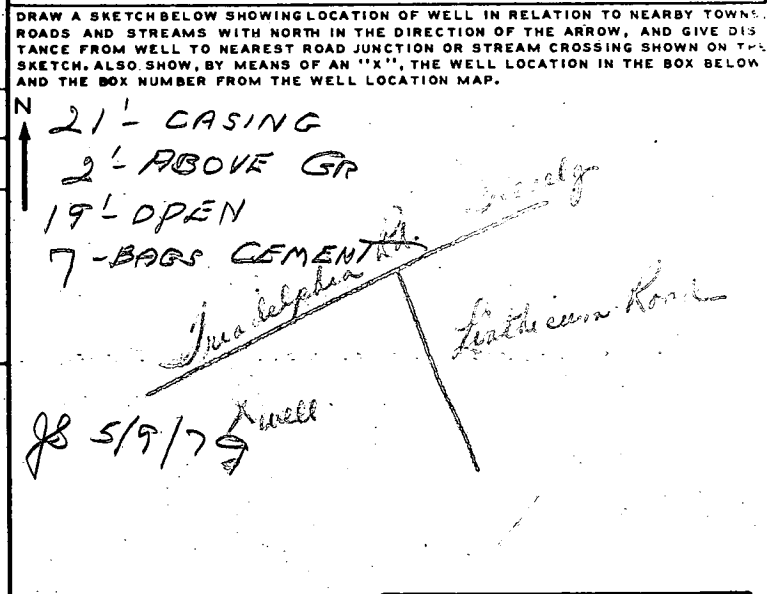 DRAW A SKETCH BELOW SHOWING LOCATION OF WELL IN RELATION TO NEARBY TOWNS,
ROADS AND STREAMS WITH NORTH IN THE DIRECTION OF THE ARROW, AND GIVE DIS
TANCE FROM WELL TO NEAREST ROAD JUNCTION OR STREAM CROSSING SHOWN ON THE
SKETCH. ALSO SHOW, BY MEANS OF AN "X", THE WELL LOCATION IN THE BOX BELOW
AND THE BOX NUMBER FROM THE WELL LOCATION MAP.
N
21'- CASING
2'- ABOVE GR
19'- OPEN
7-BAGS CEMENT
Triadelphia Rd.
Linthicum Road
X well
JS 5/9/79